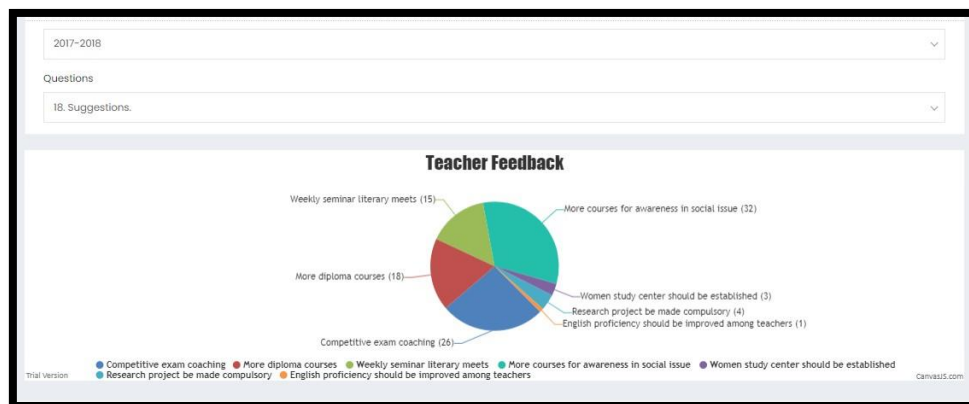 2017-2018
Questions
18. Suggestions.
Teacher Feedback
Weekly seminar literary meets (15)
More courses for awareness in social issue (32)
More diploma courses (18)
Women study center should be established (3)
Research project be made compulsory (4)
English proficiency should be improved among teachers (1)
Competitive exam coaching (26)
Competitive exam coaching More diploma courses Weekly seminar literary meets More courses for awareness in social issue Women study center should be established
Research project be made compulsory English proficiency should be improved among teachers
Trial Version
CanvasJS.com